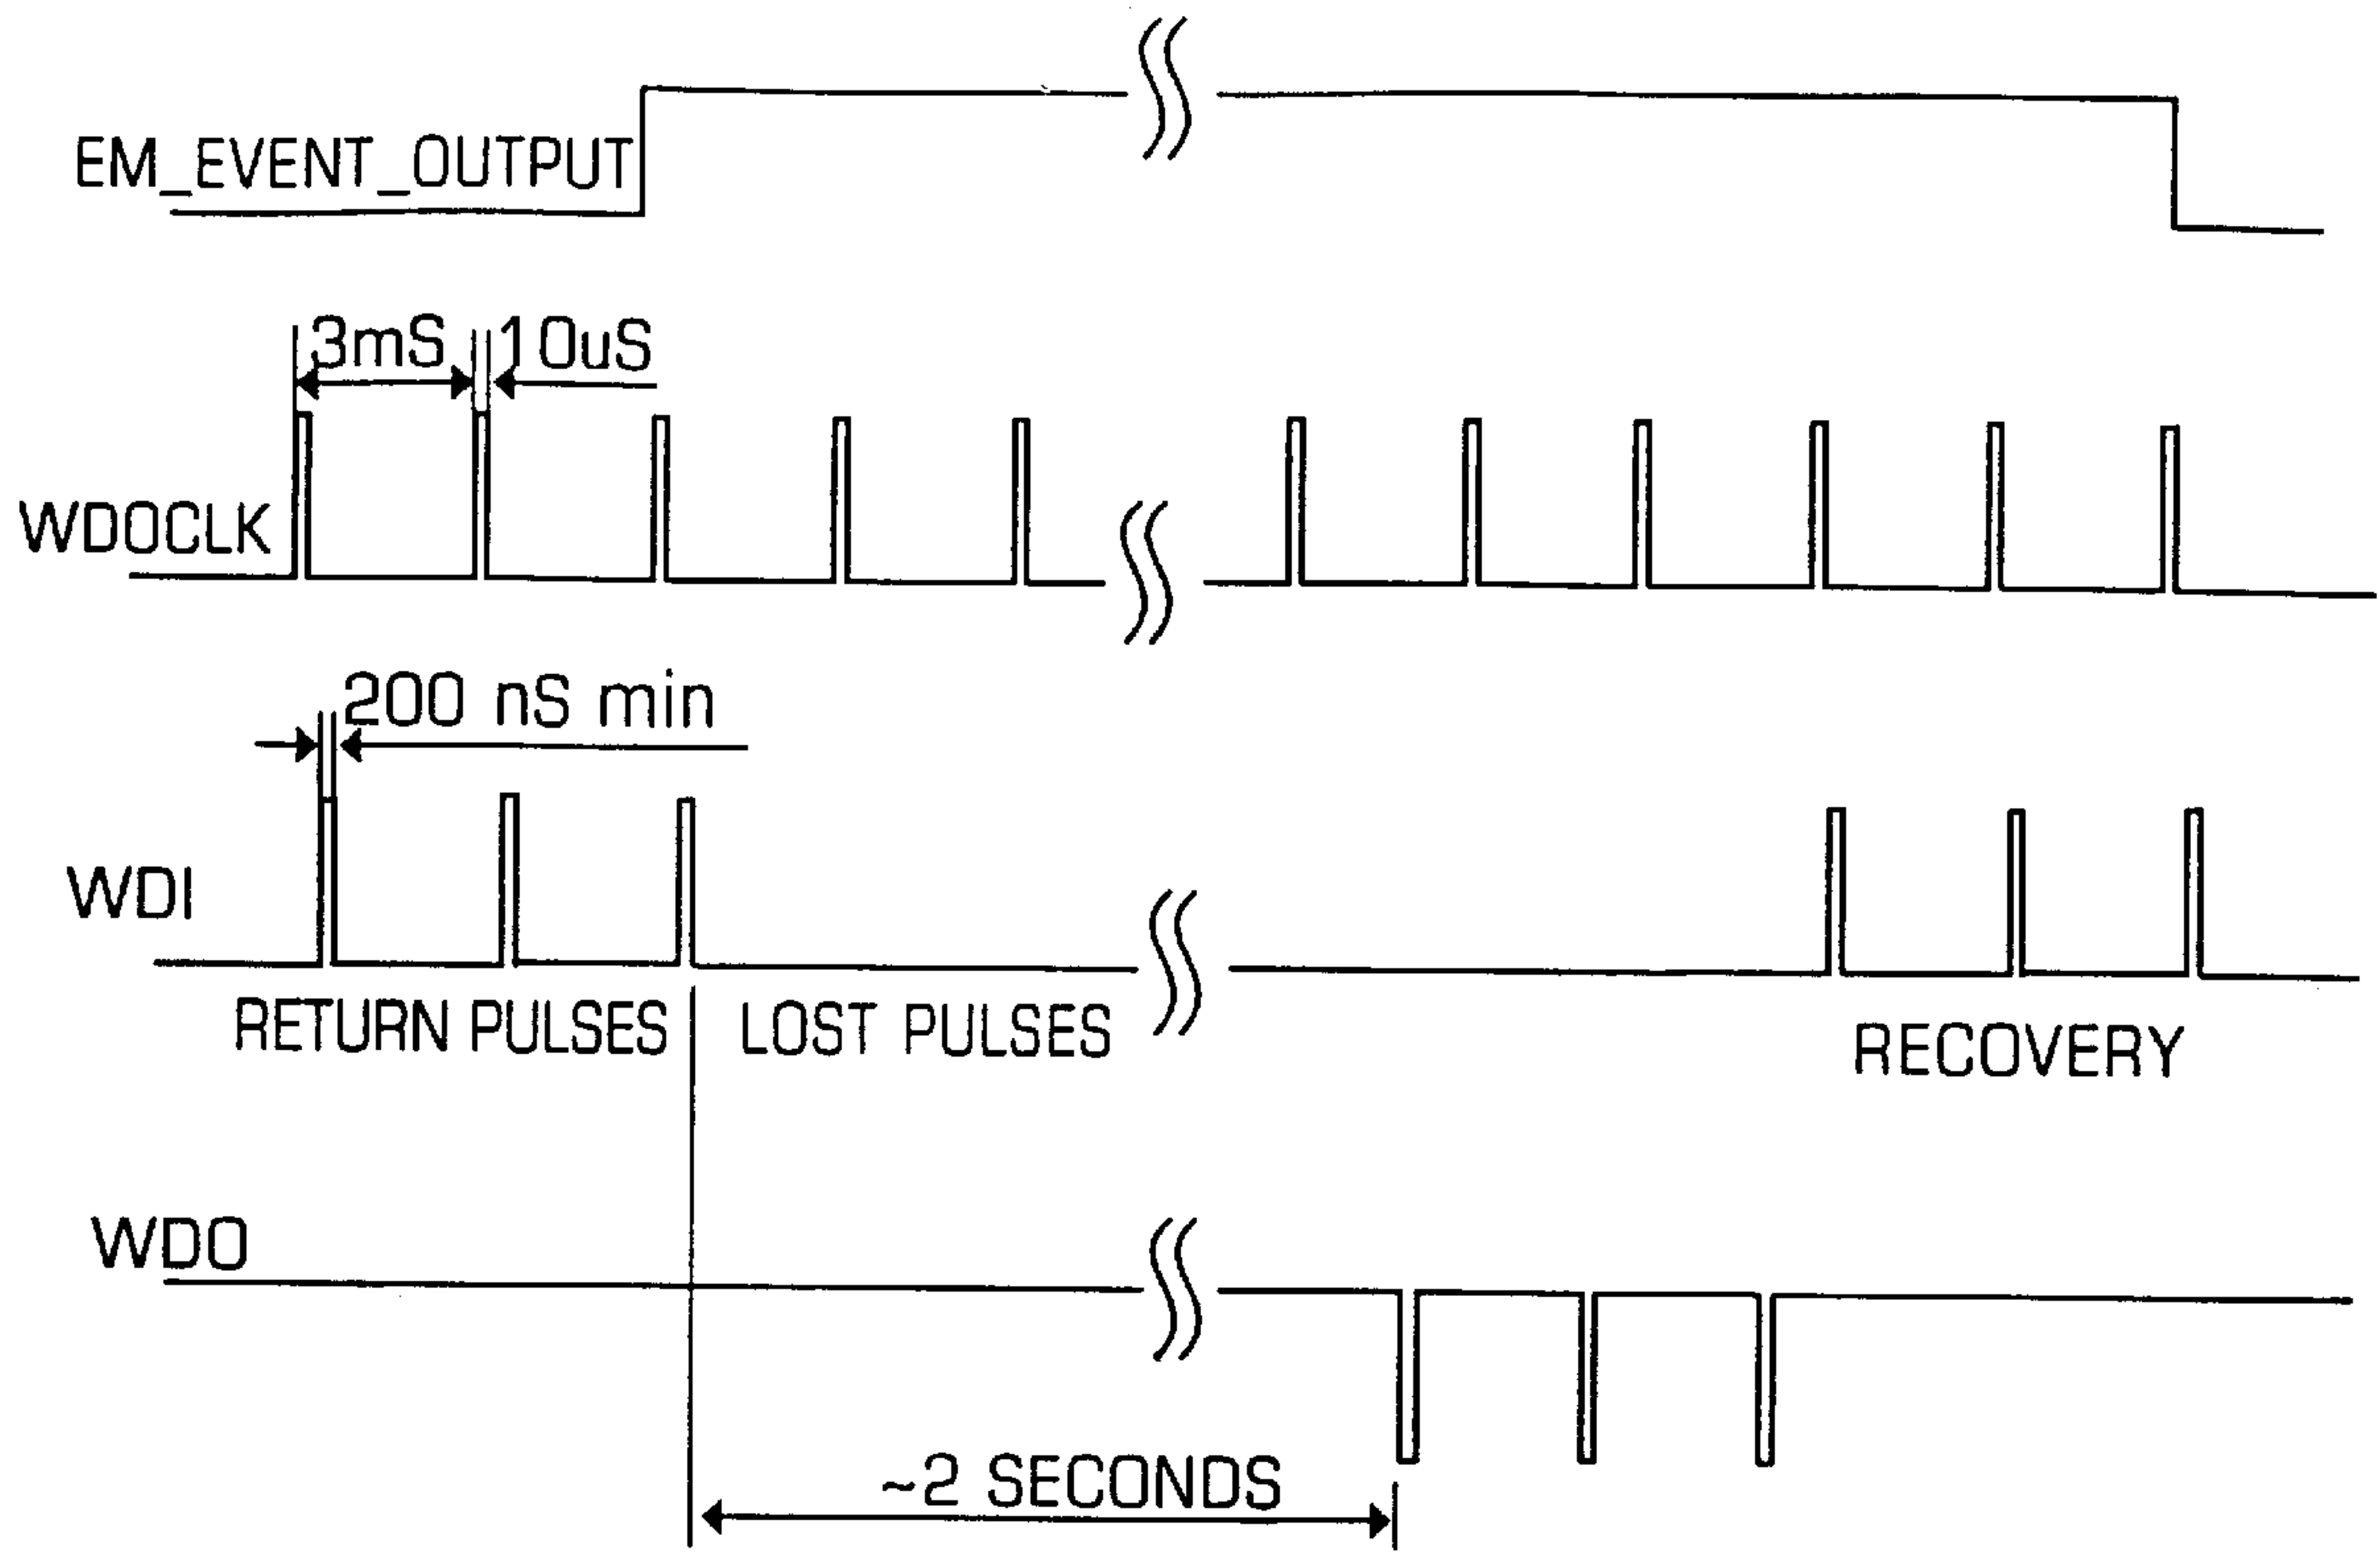 EM_EVENT_OUTPUT
3mS 10uS
WDOCLK
200 nS min
WDI
RETURN PULSES LOST PULSES
RECOVERY
WDO
~2 SECONDS